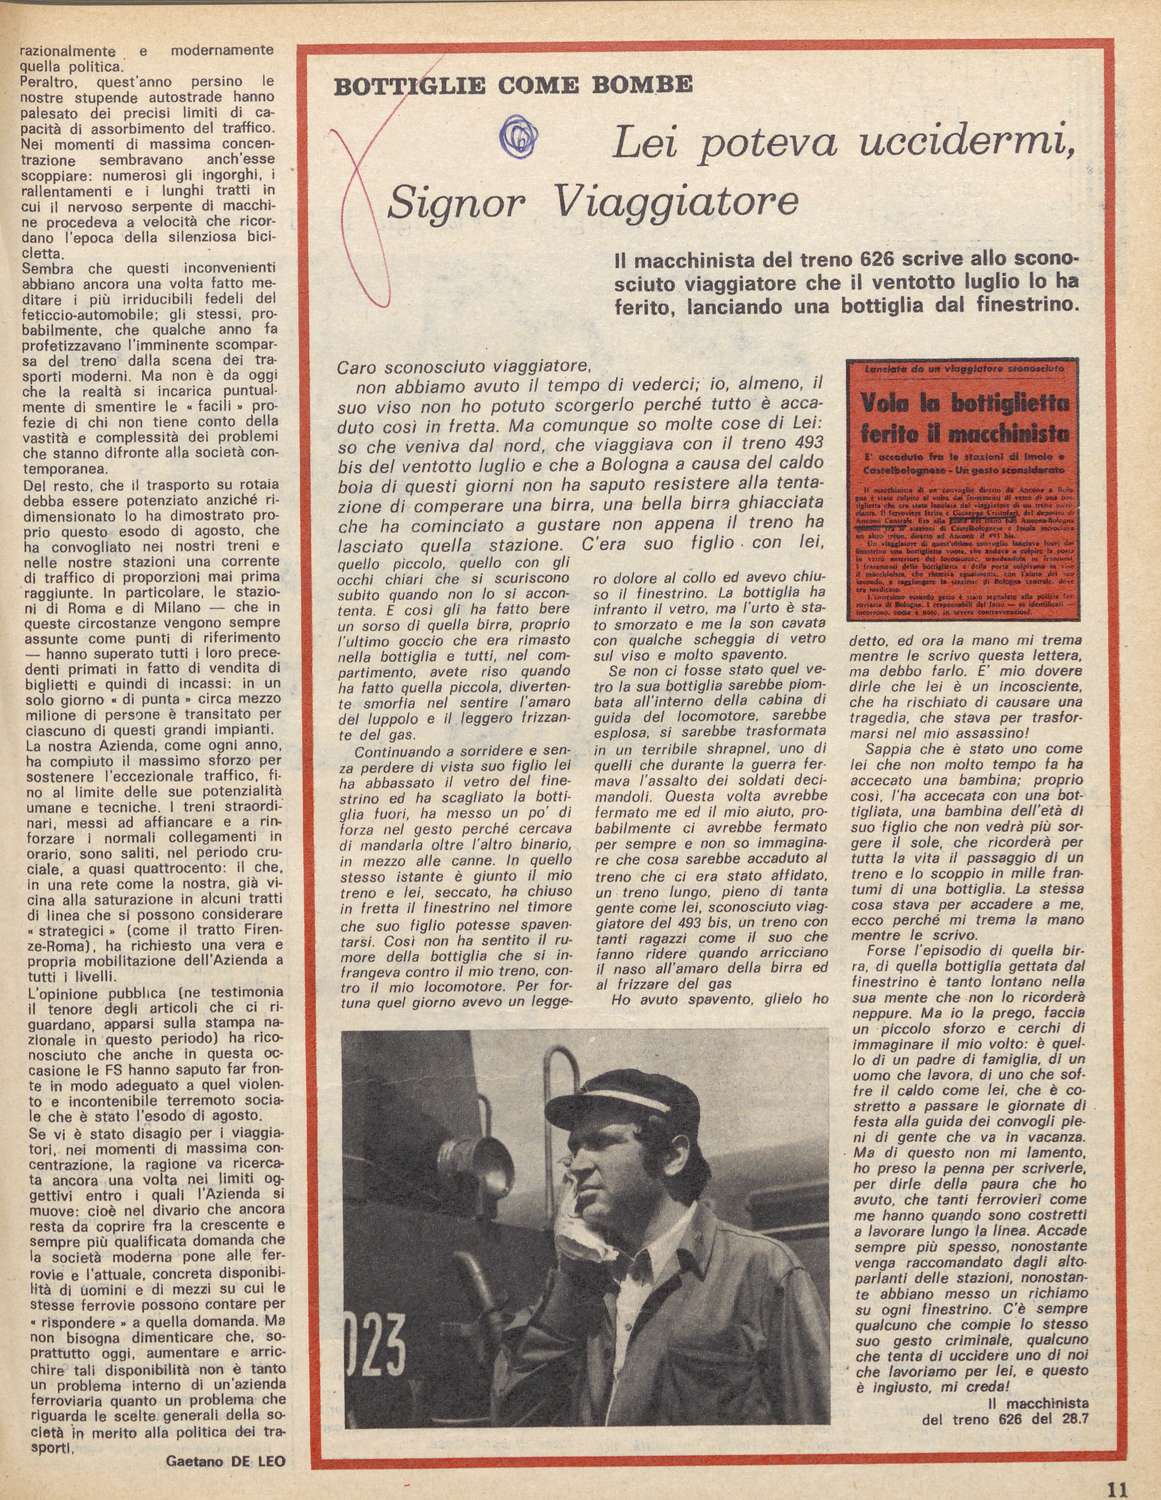 razionalmente e modernamente
quella politica.
Peraltro, quest'anno persino le
nostre stupende autostrade hanno
palesato dei precisi limiti di ca-
pacità di assorbimento del traffico.
Nei momenti di massima concen-
trazione sembravano anch'esse
scoppiare: numerosi gli ingorghi, i
rallentamenti e i lunghi tratti in
cui il nervoso serpente di macchi-
ne procedeva a velocità che ricor-
dano l'epoca della silenziosa bici-
cletta.
Sembra che questi inconvenienti
abbiano ancora una volta fatto me-
ditare i più irriducibili fedeli del
feticcio-automobile; gli stessi, pro-
babilmente, che qualche anno fa
profetizzavano l'imminente scompar-
sa del treno dalla scena dei tra-
sporti moderni. Ma non è da oggi
che la realtà si incarica puntual-
mente di smentire le « facili » pro-
fezie di chi non tiene conto della
vastità e complessità dei problemi
che stanno difronte alla società con-
temporanea.
Del resto, che il trasporto su rotaia
debba essere potenziato anziché ri-
dimensionato lo ha dimostrato pro-
prio questo esodo di agosto, che
ha convogliato nei nostri treni e
nelle nostre stazioni una corrente
di traffico di proporzioni mai prima
raggiunte. In particolare, le stazio-
ni di Roma e di Milano — che in
queste circostanze vengono sempre
assunte come punti di riferimento
— hanno superato tutti i loro prece-
denti primati in fatto di vendita di
biglietti e quindi di incassi: in un
solo giorno « di punta » circa mezzo
milione di persone è transitato per
ciascuno di questi grandi impianti.
La nostra Azienda, come ogni anno,
ha compiuto il massimo sforzo per
sostenere l'eccezionale traffico, fi-
no al limite delle sue potenzialità
umane e tecniche. I treni straordi-
nari, messi ad affiancare e a rin-
forzare i normali collegamenti in
orario, sono saliti, nel periodo cru-
ciale, a quasi quattrocento: il che,
in una rete come la nostra, già vi-
cina alla saturazione in alcuni tratti
di linea che si possono considerare
« strategici » (come il tratto Firen-
ze-Roma), ha richiesto una vera e
propria mobilitazione dell'Azienda a
tutti i livelli.
L'opinione pubblica (ne testimonia
il tenore degli articoli che ci ri-
guardano, apparsi sulla stampa na-
zionale in questo periodo) ha rico-
nosciuto che anche in questa oc-
casione le FS hanno saputo far fron-
te in modo adeguato a quel violen-
to e incontenibile terremoto socia-
le che è stato l'esodo di agosto.
Se vi è stato disagio per i viaggia-
tori, nei momenti di massima con-
centrazione, la ragione va ricerca-
ta ancora una volta nei limiti og-
gettivi entro i quali l'Azienda si
muove: cioè nel divario che ancora
resta da coprire fra la crescente e
sempre più qualificata domanda che
la società moderna pone alle fer-
rovie e l'attuale, concreta disponibi-
lità di uomini e di mezzi su cui le
stesse ferrovie possono contare per
« rispondere » a quella domanda. Ma
non bisogna dimenticare che, so-
prattutto oggi, aumentare e arric-
chire tali disponibilità non è tanto
un problema interno di un'azienda
ferroviaria quanto un problema che
riguarda le scelte generali della so-
cietà in merito alla politica dei tra-
sporti.
Gaetano DE LEO
BOTTIGLIE COME BOMBE
Lei poteva uccidermi,
Signor Viaggiatore
Il macchinista del treno 626 scrive allo scono-
sciuto viaggiatore che il ventotto luglio lo ha
ferito, lanciando una bottiglia dal finestrino.
Caro sconosciuto viaggiatore,
non abbiamo avuto il tempo di vederci; io, almeno, il
suo viso non ho potuto scorgerlo perché tutto è acca-
duto così in fretta. Ma comunque so molte cose di Lei:
so che veniva dal nord, che viaggiava con il treno 493
bis del ventotto luglio e che a Bologna a causa del caldo
boia di questi giorni non ha saputo resistere alla tenta-
zione di comperare una birra, una bella birra ghiacciata
che ha cominciato a gustare non appena il treno ha
lasciato quella stazione. C'era suo figlio con lei,
quello piccolo, quello con gli
occhi chiari che si scuriscono
subito quando non lo si accon-
tenta. E così gli ha fatto bere
un sorso di quella birra, proprio
l'ultimo goccio che era rimasto
nella bottiglia e tutti, nel com-
partimento, avete riso quando
ha fatto quella piccola, diverten-
te smorfia nel sentire l'amaro
del luppolo e il leggero frizzan-
te del gas.
Continuando a sorridere e sen-
za perdere di vista suo figlio lei
ha abbassato il vetro del fine-
strino ed ha scagliato la botti-
glia fuori, ha messo un po' di
forza nel gesto perché cercava
di mandarla oltre l'altro binario,
in mezzo alle canne. In quello
stesso istante è giunto il mio
treno e lei, seccato, ha chiuso
in fretta il finestrino nel timore
che suo figlio potesse spaven-
tarsi. Così non ha sentito il ru-
more della bottiglia che si in-
frangeva contro il mio treno, con-
tro il mio locomotore. Per for-
tuna quel giorno avevo un legge-
ro dolore al collo ed avevo chiu-
so il finestrino. La bottiglia ha
infranto il vetro, ma l'urto è sta-
to smorzato e me la son cavata
con qualche scheggia di vetro
sul viso e molto spavento.
Se non ci fosse stato quel ve-
tro la sua bottiglia sarebbe piom-
bata all'interno della cabina di
guida del locomotore, sarebbe
esplosa, si sarebbe trasformata
in un terribile shrapnel, uno di
quelli che durante la guerra fer-
mava l'assalto dei soldati deci-
mandoli. Questa volta avrebbe
fermato me ed il mio aiuto, pro-
babilmente ci avrebbe fermato
per sempre e non so immagina-
re che cosa sarebbe accaduto al
treno che ci era stato affidato,
un treno lungo, pieno di tanta
gente come lei, sconosciuto viag-
giatore del 493 bis, un treno con
tanti ragazzi come il suo che
fanno ridere quando arricciano
il naso all'amaro della birra ed
al frizzare del gas
Ho avuto spavento, glielo ho
Lanciata da un viaggiatore sconosciuto
Vola la bottiglietta
ferito il macchinista
E' accaduto fra le stazioni di Imola e
Castelbolognese - Un gesto sconsiderato
detto, ed ora la mano mi trema
mentre le scrivo questa lettera,
ma debbo farlo. E' mio dovere
dirle che lei è un incosciente,
che ha rischiato di causare una
tragedia, che stava per trasfor-
marsi nel mio assassino!
Sappia che è stato uno come
lei che non molto tempo fa ha
accecato una bambina; proprio
così, l'ha accecata con una bot-
tigliata, una bambina dell'età di
suo figlio che non vedrà più sor-
gere il sole, che ricorderà per
tutta la vita il passaggio di un
treno e lo scoppio in mille fran-
tumi di una bottiglia. La stessa
cosa stava per accadere a me,
ecco perché mi trema la mano
mentre le scrivo.
Forse l'episodio di quella bir-
ra, di quella bottiglia gettata dal
finestrino è tanto lontano nella
sua mente che non lo ricorderà
neppure. Ma io la prego, faccia
un piccolo sforzo e cerchi di
immaginare il mio volto: è quel-
lo di un padre di famiglia, di un
uomo che lavora, di uno che sof-
fre il caldo come lei, che è co-
stretto a passare le giornate di
festa alla guida dei convogli pie-
ni di gente che va in vacanza.
Ma di questo non mi lamento,
ho preso la penna per scriverle,
per dirle della paura che ho
avuto, che tanti ferrovieri come
me hanno quando sono costretti
a lavorare lungo la linea. Accade
sempre più spesso, nonostante
venga raccomandato dagli alto-
parlanti delle stazioni, nonostan-
te abbiano messo un richiamo
su ogni finestrino. C'è sempre
qualcuno che compie lo stesso
suo gesto criminale, qualcuno
che tenta di uccidere uno di noi
che lavoriamo per lei, e questo
è ingiusto, mi creda!
Il macchinista
del treno 626 del 28.7
023
11